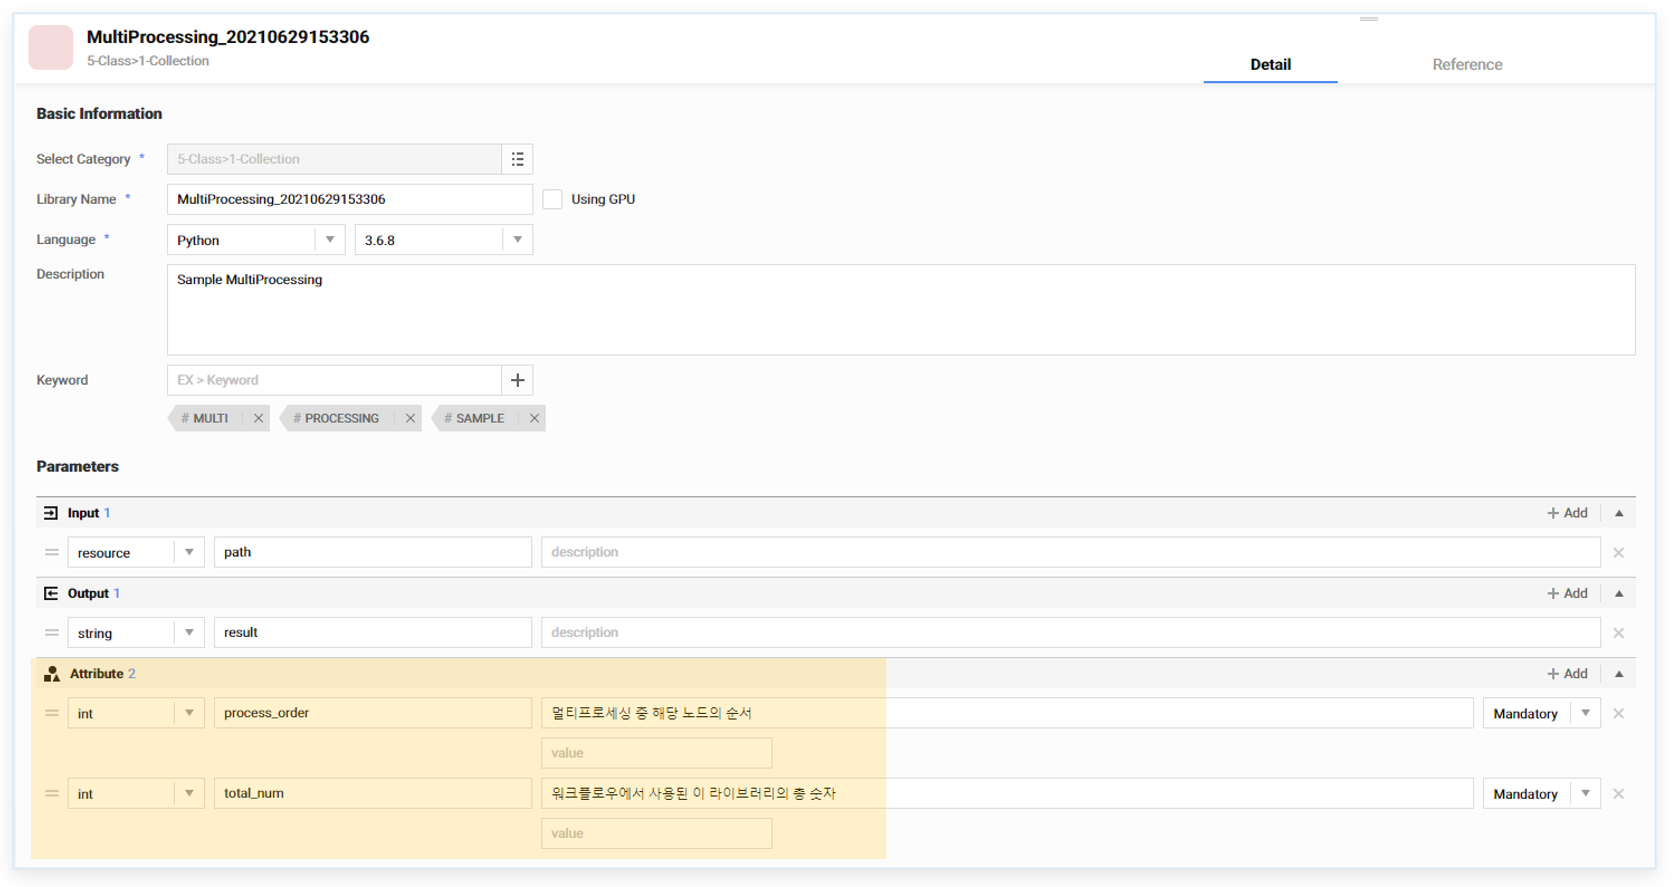 MultiProcessing_20210629153306
5-Class>1-Collection
Detail
Reference
Basic Information
Select Category *
5-Class>1-Collection
Library Name *
MultiProcessing_20210629153306
Using GPU
Language *
Python
3.6.8
Description
Sample MultiProcessing
Keyword
EX > Keyword
# MULTI
# PROCESSING
# SAMPLE
Parameters
Input 1
Add
resource
path
description
Output 1
Add
string
result
description
Attribute 2
Add
int
process_order
멀티프로세싱 중 해당 노드의 순서
Mandatory
value
int
total_num
워크플로우에서 사용된 이 라이브러리의 총 숫자
Mandatory
value